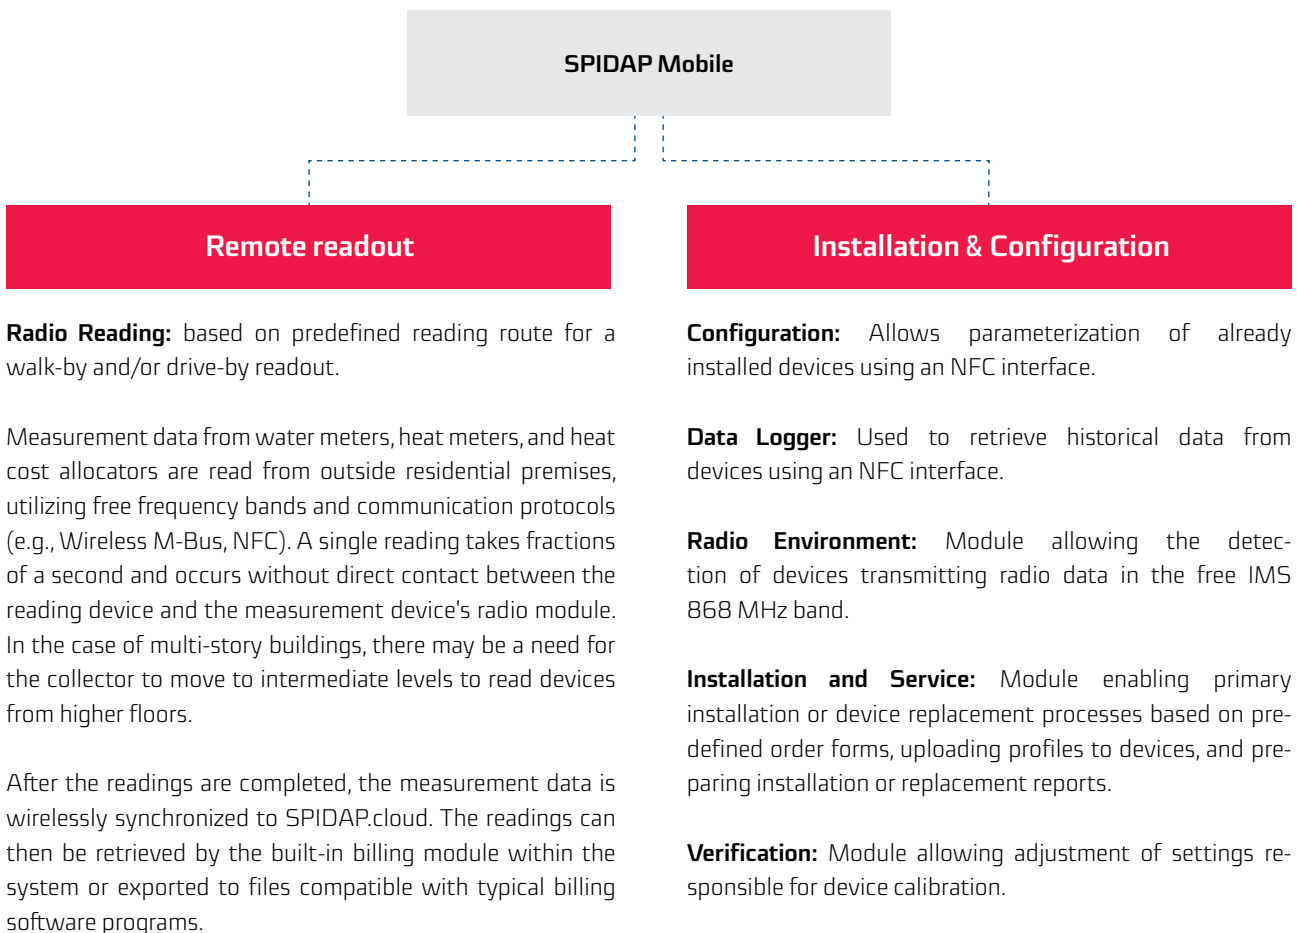 SPIDAP Mobile
Remote readout
Radio Reading: based on predefined reading route for a
walk-by and/or drive-by readout.
Measurement data from water meters, heat meters, and heat
cost allocators are read from outside residential premises,
utilizing free frequency bands and communication protocols
(e.g., Wireless M-Bus, NFC). A single reading takes fractions
of a second and occurs without direct contact between the
reading device and the measurement device's radio module.
In the case of multi-story buildings, there may be a need for
the collector to move to intermediate levels to read devices
from higher floors.
After the readings are completed, the measurement data is
wirelessly synchronized to SPIDAP.cloud. The readings can
then be retrieved by the built-in billing module within the
system or exported to files compatible with typical billing
software programs.
Installation & Configuration
Configuration: Allows parameterization of already
installed devices using an NFC interface.
Data Logger: Used to retrieve historical data from
devices using an NFC interface.
Radio Environment: Module allowing the detec-
tion of devices transmitting radio data in the free IMS
868 MHz band.
Installation and Service: Module enabling primary
installation or device replacement processes based on pre-
defined order forms, uploading profiles to devices, and pre-
paring installation or replacement reports.
Verification: Module allowing adjustment of settings re-
sponsible for device calibration.